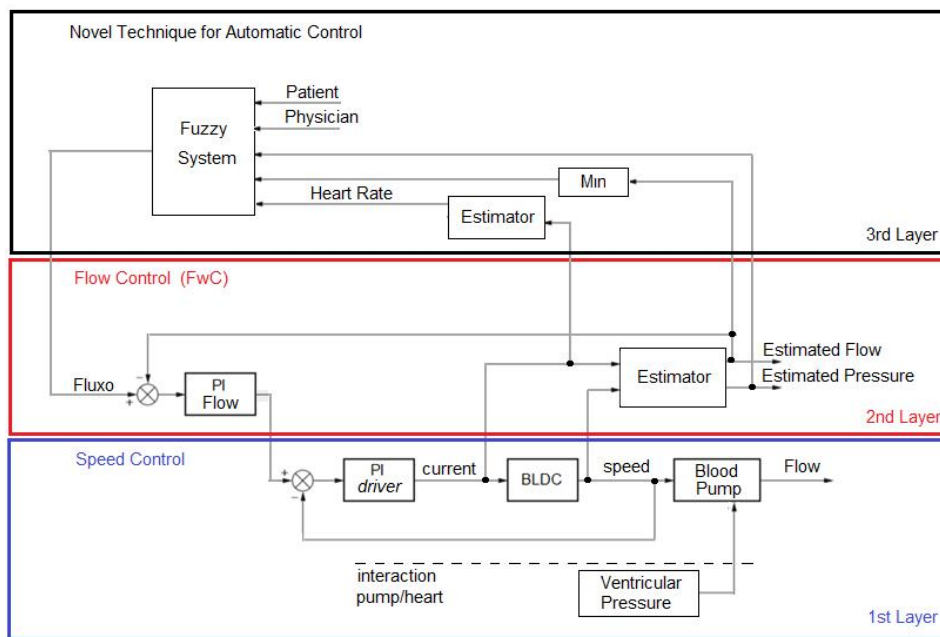 Novel Technique for Automatic Control
Patient
Physician
Fuzzy
System
Min
Heart Rate
Estimator
3rd Layer
Flow Control (FwC)
Estimated Flow
Estimated Pressure
Estimator
Fluxo
PI
Flow
2nd Layer
Speed Control
PI
driver
current
BLDC
speed
Blood
Pump
Flow
interaction
pump/heart
Ventricular
Pressure
1st Layer